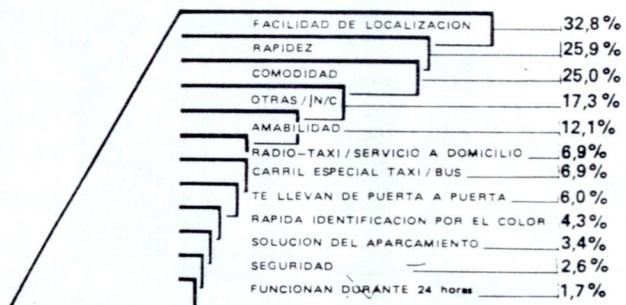 FACILIDAD DE LOCALIZACION 32,8%
RAPIDEZ 25,9%
COMODIDAD 25,0%
OTRAS/N/C 17,3%
AMABILIDAD 12,1%
RADIO-TAXI/SERVICIO A DOMICILIO 6,9%
CARRIL ESPECIAL TAXI/BUS 6,9%
TE LLEVAN DE PUERTA A PUERTA 6,0%
RAPIDA IDENTIFICACION POR EL COLOR 4,3%
SOLUCION DEL APARCAMIENTO 3,4%
SEGURIDAD 2,6%
FUNCIONAN DURANTE 24 horas 1,7%